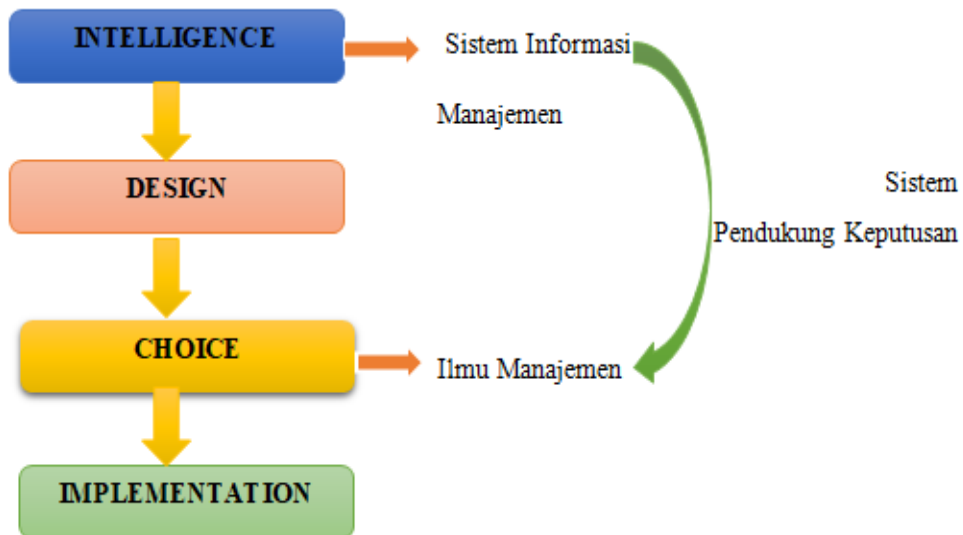 INTELLIGENCE
Sistem Informasi
Manajemen
DESIGN
Sistem
Pendukung Keputusan
CHOICE
Ilmu Manajemen
IMPLEMENTATION